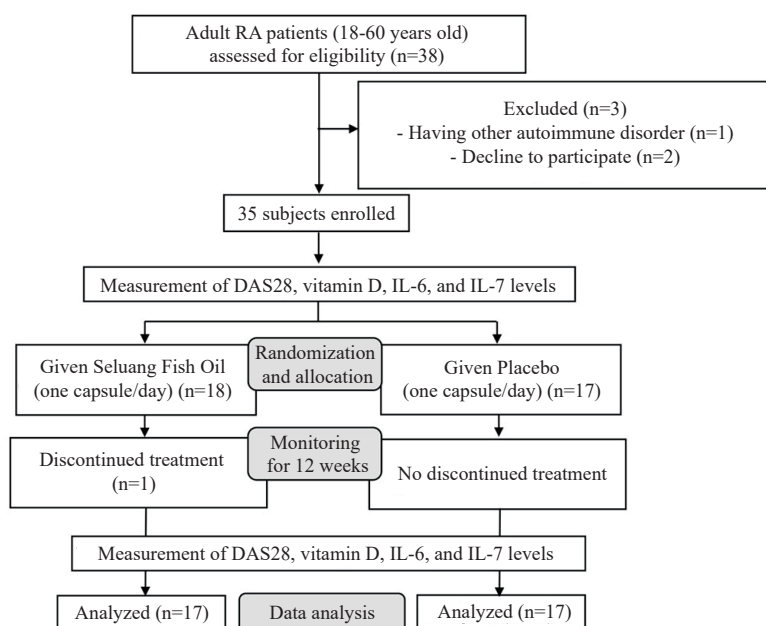 Adult RA patients (18-60 years old)
assessed for eligibility (n=38)
Excluded (n=3)
- Having other autoimmune disorder (n=1)
- Decline to participate (n=2)
35 subjects enrolled
Measurement of DAS28, vitamin D, IL-6, and IL-7 levels
Given Seluang Fish Oil
(one capsule/day) (n=18)
Randomization
and allocation
Given Placebo
(one capsule/day) (n=17)
Discontinued treatment
(n=1)
Monitoring
for 12 weeks
No discontinued treatment
Measurement of DAS28, vitamin D, IL-6, and IL-7 levels
Analyzed (n=17)
Data analysis
Analyzed (n=17)